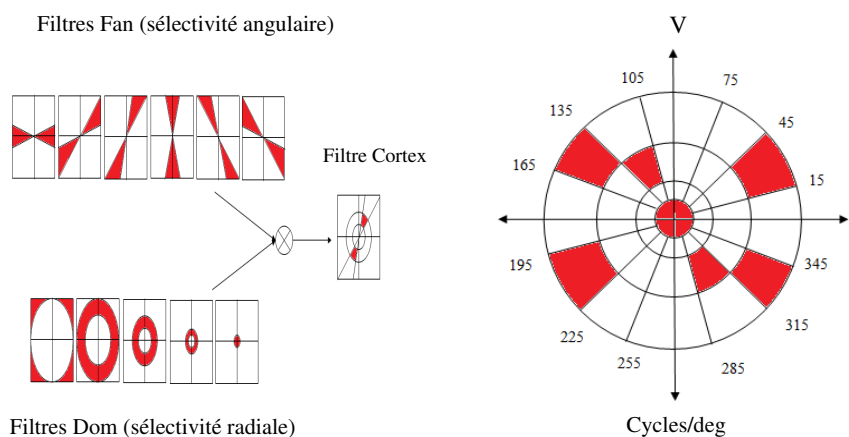 Filtres Fan (sélectivité angulaire)
Filtre Cortex
Filtres Dom (sélectivité radiale)
V
105
75
135
45
165
15
195
345
225
315
255
285
Cycles/deg